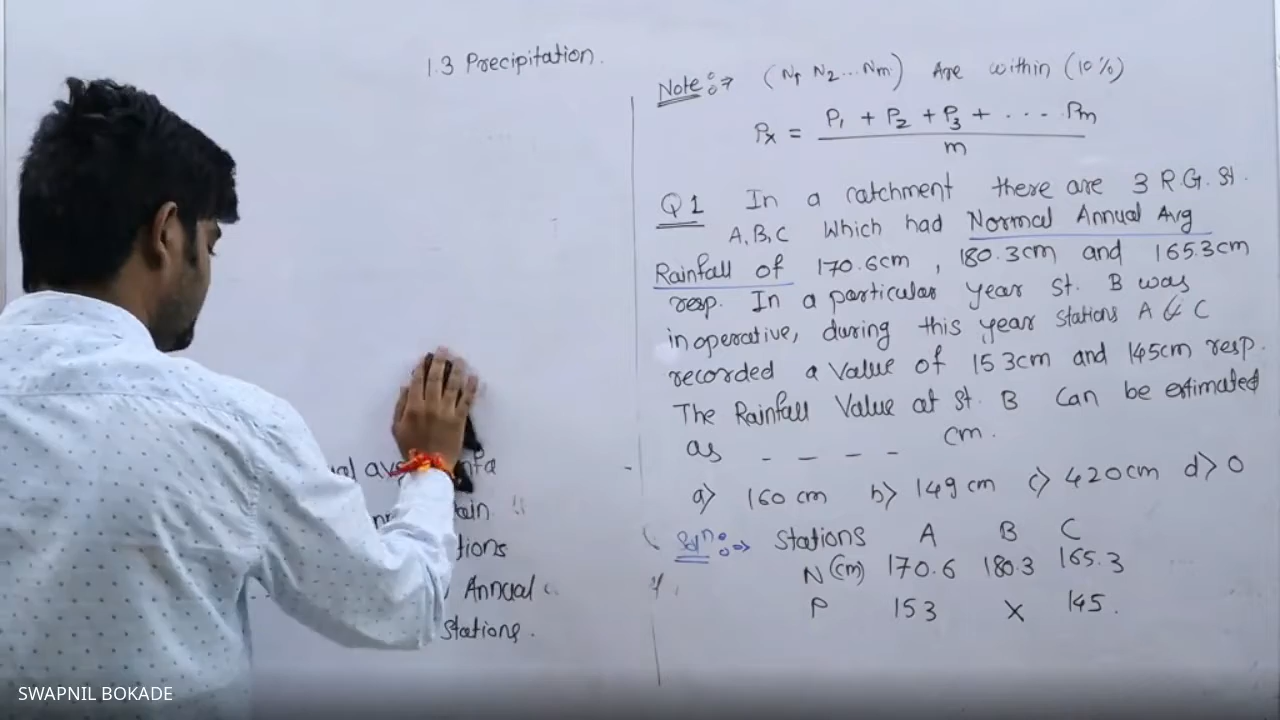 1.3 Precipitation.
Annual
Stations.
Note :→ (N1 N2...Nm) Are within (10%)
Px = P1 + P2 + P3 + .... Pm
m
Q1 In a catchment there are 3 R.G. St.
A, B, C Which had Normal Annual Avg
Rainfall of 170.6cm , 180.3cm and 165.3cm
resp. In a particular year St. B was
inoperative, during this year stations A & C
recorded a Value of 153cm and 145cm resp.
The Rainfall Value at St. B Can be estimated
as - - - - cm.
a> 160 cm b> 149 cm c> 420cm d> 0
Soln :→ Stations A B C
N(cm) 170.6 180.3 165.3
P 153 X 145.
SWAPNIL BOKADE